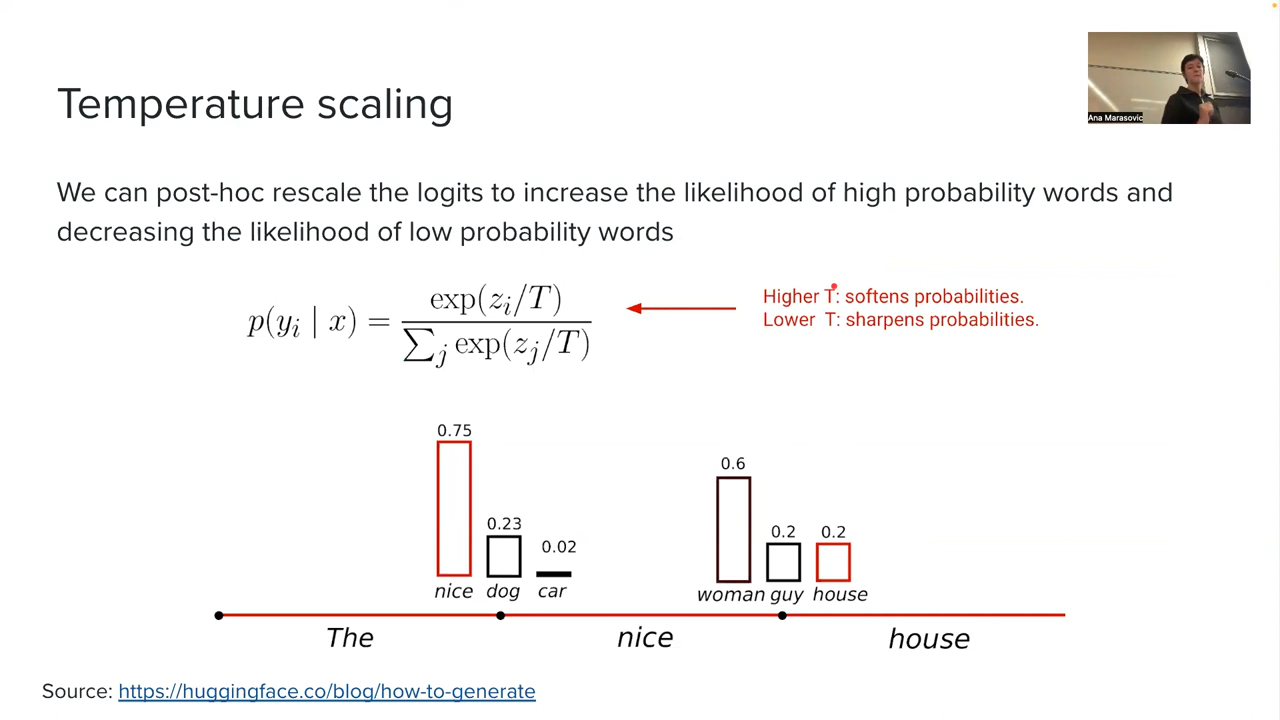 Temperature scaling
Ana Marasovic
We can post-hoc rescale the logits to increase the likelihood of high probability words and
decreasing the likelihood of low probability words
p(y_i | x) = exp(z_i/T) / ∑_j exp(z_j/T)
Higher T: softens probabilities.
Lower T: sharpens probabilities.
0.75
0.23
0.02
nice dog car
0.6
0.2 0.2
woman guy house
The nice house
Source: https://huggingface.co/blog/how-to-generate